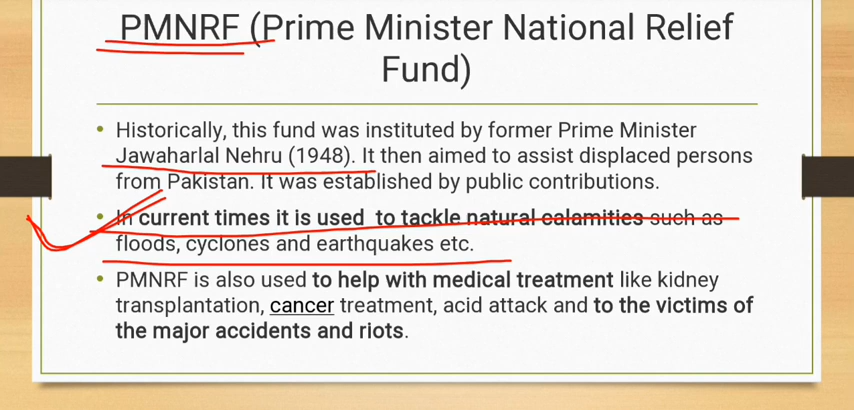 PMNRF (Prime Minister National Relief
Fund)
• Historically, this fund was instituted by former Prime Minister
Jawaharlal Nehru (1948). It then aimed to assist displaced persons
from Pakistan. It was established by public contributions.
• In current times it is used to tackle natural calamities such as
floods, cyclones and earthquakes etc.
• PMNRF is also used to help with medical treatment like kidney
transplantation, cancer treatment, acid attack and to the victims of
the major accidents and riots.